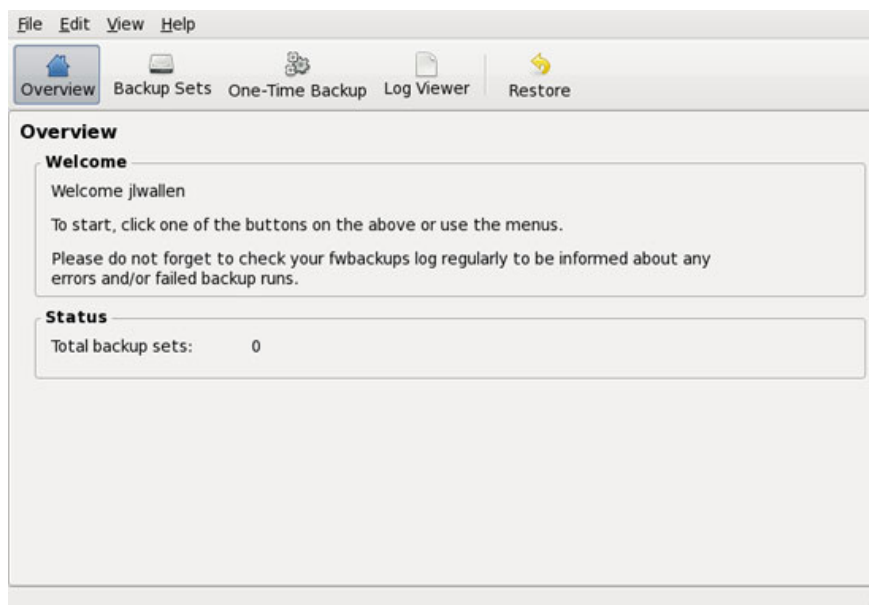 File Edit View Help
Overview Backup Sets One-Time Backup Log Viewer Restore
Overview
Welcome
Welcome jlwallen
To start, click one of the buttons on the above or use the menus.
Please do not forget to check your fwbackups log regularly to be informed about any
errors and/or failed backup runs.
Status
Total backup sets: 0